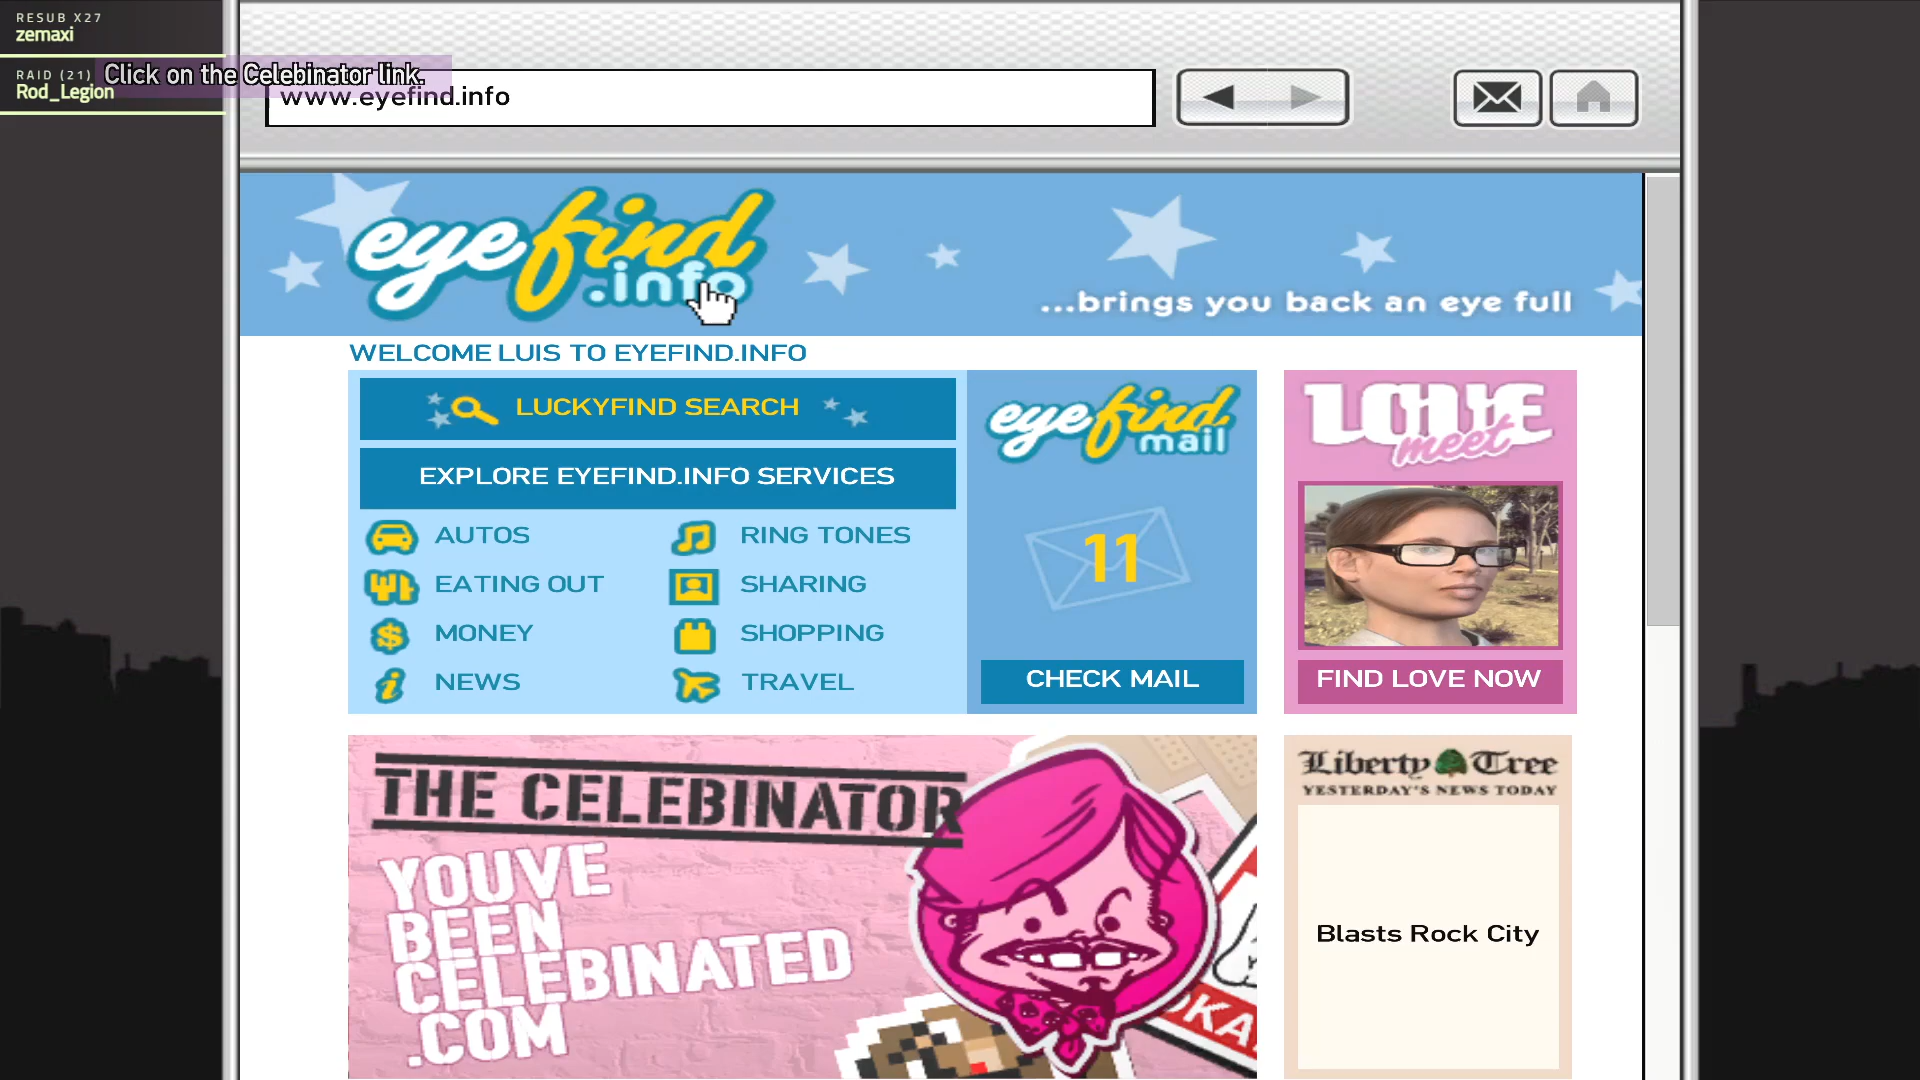 RESUB X27
zemaxi
RAID (21)
Rod_Legion
Click on the Celebinator link.
www.eyefind.info
eyefind
.info
...brings you back an eye full
WELCOME LUIS TO EYEFIND.INFO
LUCKYFIND SEARCH
EXPLORE EYEFIND.INFO SERVICES
AUTOS
RING TONES
EATING OUT
SHARING
MONEY
SHOPPING
NEWS
TRAVEL
eyefind
mail
11
CHECK MAIL
LOVE
meet
FIND LOVE NOW
THE CELEBINATOR
YOUVE
BEEN
CELEBINATED
.COM
Liberty Tree
YESTERDAY'S NEWS TODAY
Blasts Rock City